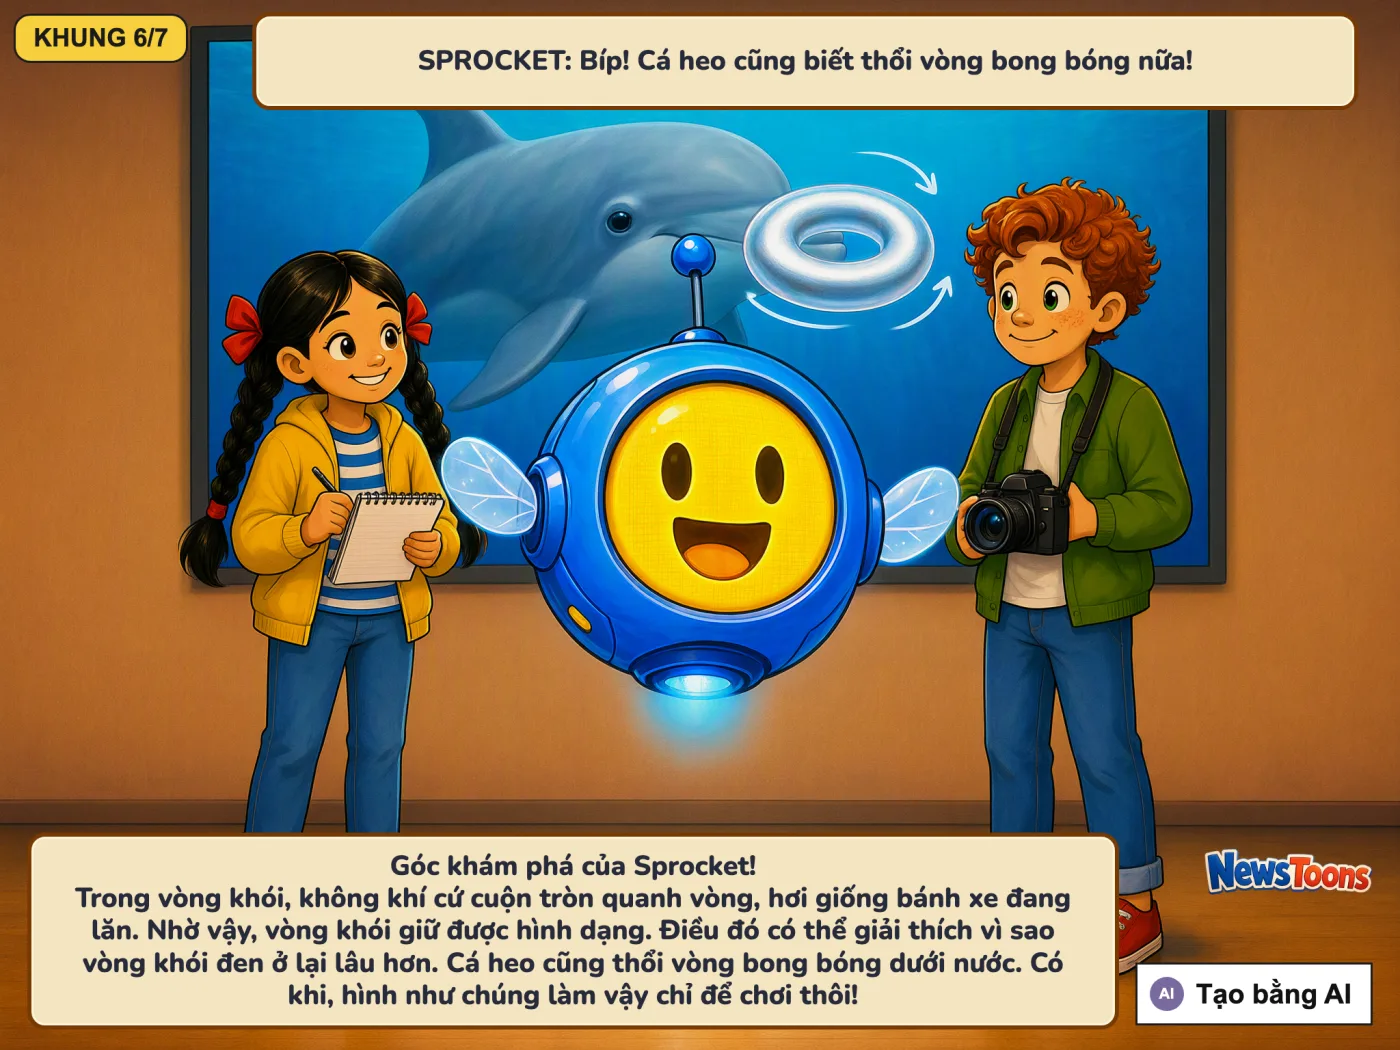 KHUNG 6/7
SPROCKET: Bíp! Cá heo cũng biết thổi vòng bong bóng nữa!
Góc khám phá của Sprocket!
Trong vòng khói, không khí cứ cuộn tròn quanh vòng, hơi giống bánh xe đang
lăn. Nhờ vậy, vòng khói giữ được hình dạng. Điều đó có thể giải thích vì sao
vòng khói đen ở lại lâu hơn. Cá heo cũng thổi vòng bong bóng dưới nước. Có
khi, hình như chúng làm vậy chỉ để chơi thôi!
NEWSTOONS
AI Tạo bằng AI